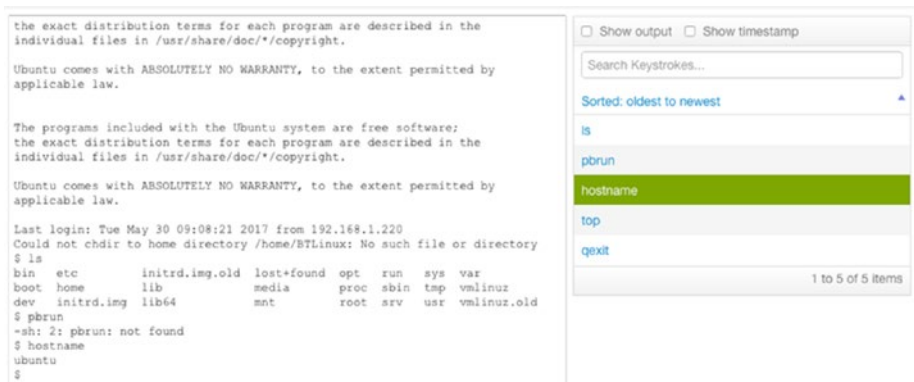 the exact distribution terms for each program are described in the
individual files in /usr/share/doc/*/copyright.
Ubuntu comes with ABSOLUTELY NO WARRANTY, to the extent permitted by
applicable law.
The programs included with the Ubuntu system are free software;
the exact distribution terms for each program are described in the
individual files in /usr/share/doc/*/copyright.
Ubuntu comes with ABSOLUTELY NO WARRANTY, to the extent permitted by
applicable law.
Last login: Tue May 30 09:08:21 2017 from 192.168.1.220
Could not chdir to home directory /home/BTLinux: No such file or directory
$ ls
bin etc initrd.img.old lost+found opt run sys var
boot home lib media proc sbin tmp vmlinuz
dev initrd.img lib64 mnt root srv usr vmlinuz.old
$ pbrun
-sh: 2: pbrun: not found
$ hostname
ubuntu
$
Show output Show timestamp
Search Keystrokes...
Sorted: oldest to newest
ls
pbrun
hostname
top
qexit
1 to 5 of 5 items